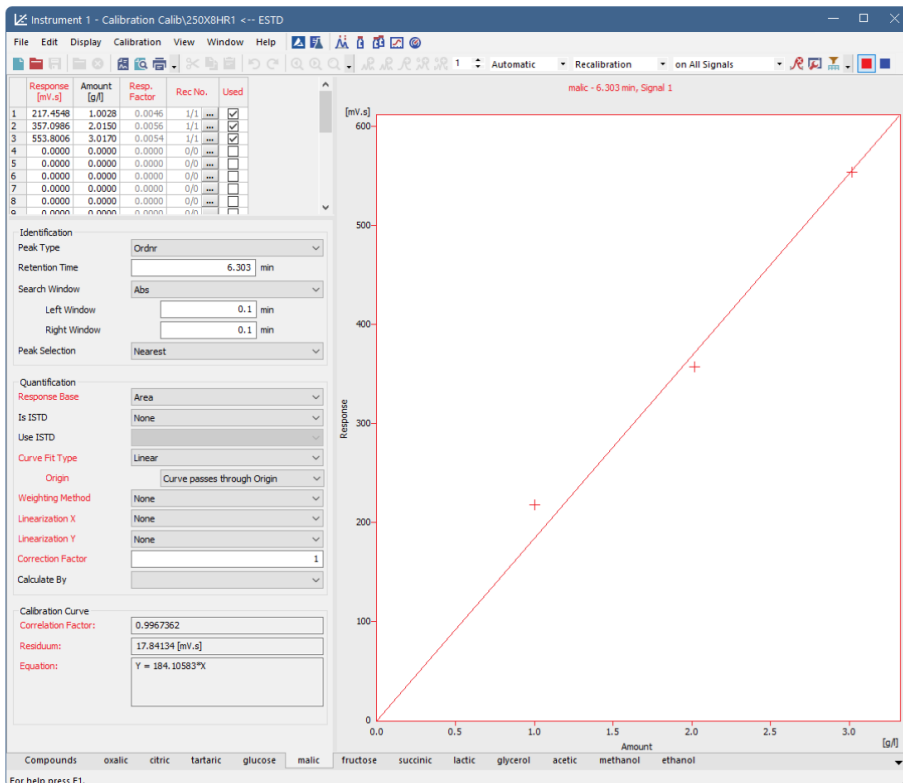 Instrument 1 - Calibration Calib\250X8HR1 <-- ESTD
File Edit Display Calibration View Window Help
1 Automatic Recalibration on All Signals
Response [mV.s] Amount [g/l] Resp. Factor Rec No. Used
1 217.4548 1.0028 0.0046 1/1 ...
2 357.0986 2.0150 0.0056 1/1 ...
3 553.8006 3.0170 0.0054 1/1 ...
4 0.0000 0.0000 0.0000 0/0 ...
5 0.0000 0.0000 0.0000 0/0 ...
6 0.0000 0.0000 0.0000 0/0 ...
7 0.0000 0.0000 0.0000 0/0 ...
8 0.0000 0.0000 0.0000 0/0 ...
9 0.0000 0.0000 0.0000 0/0 ...
Identification
Peak Type Ordnr
Retention Time 6.303 min
Search Window Abs
Left Window 0.1 min
Right Window 0.1 min
Peak Selection Nearest
Quantification
Response Base Area
Is ISTD None
Use ISTD
Curve Fit Type Linear
Origin Curve passes through Origin
Weighting Method None
Linearization X None
Linearization Y None
Correction Factor 1
Calculate By
Calibration Curve
Correlation Factor: 0.9967362
Residuum: 17.84134 [mV.s]
Equation: Y = 184.10583*X
malic - 6.303 min, Signal 1
[mV.s]
600
500
400
300
200
100
0
Response
0.0 0.5 1.0 1.5 2.0 2.5 3.0
Amount
[g/l]
Compounds oxalic citric tartaric glucose malic fructose succinic lactic glycerol acetic methanol ethanol
For help press F1.